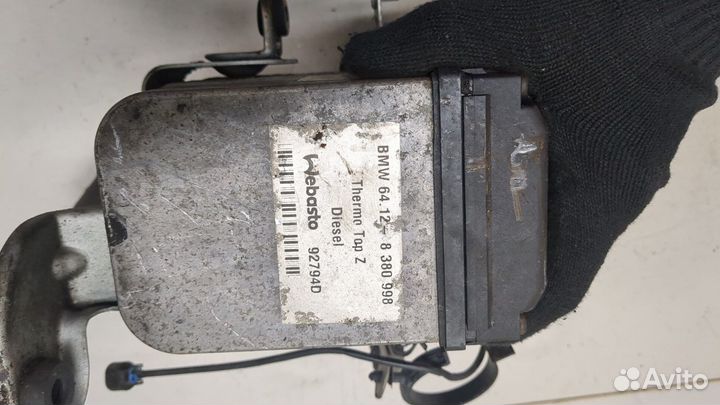 BMW 64.12 - 8 380 998
Thermo Top Z
Diesel
Webasto 92794D
Avito